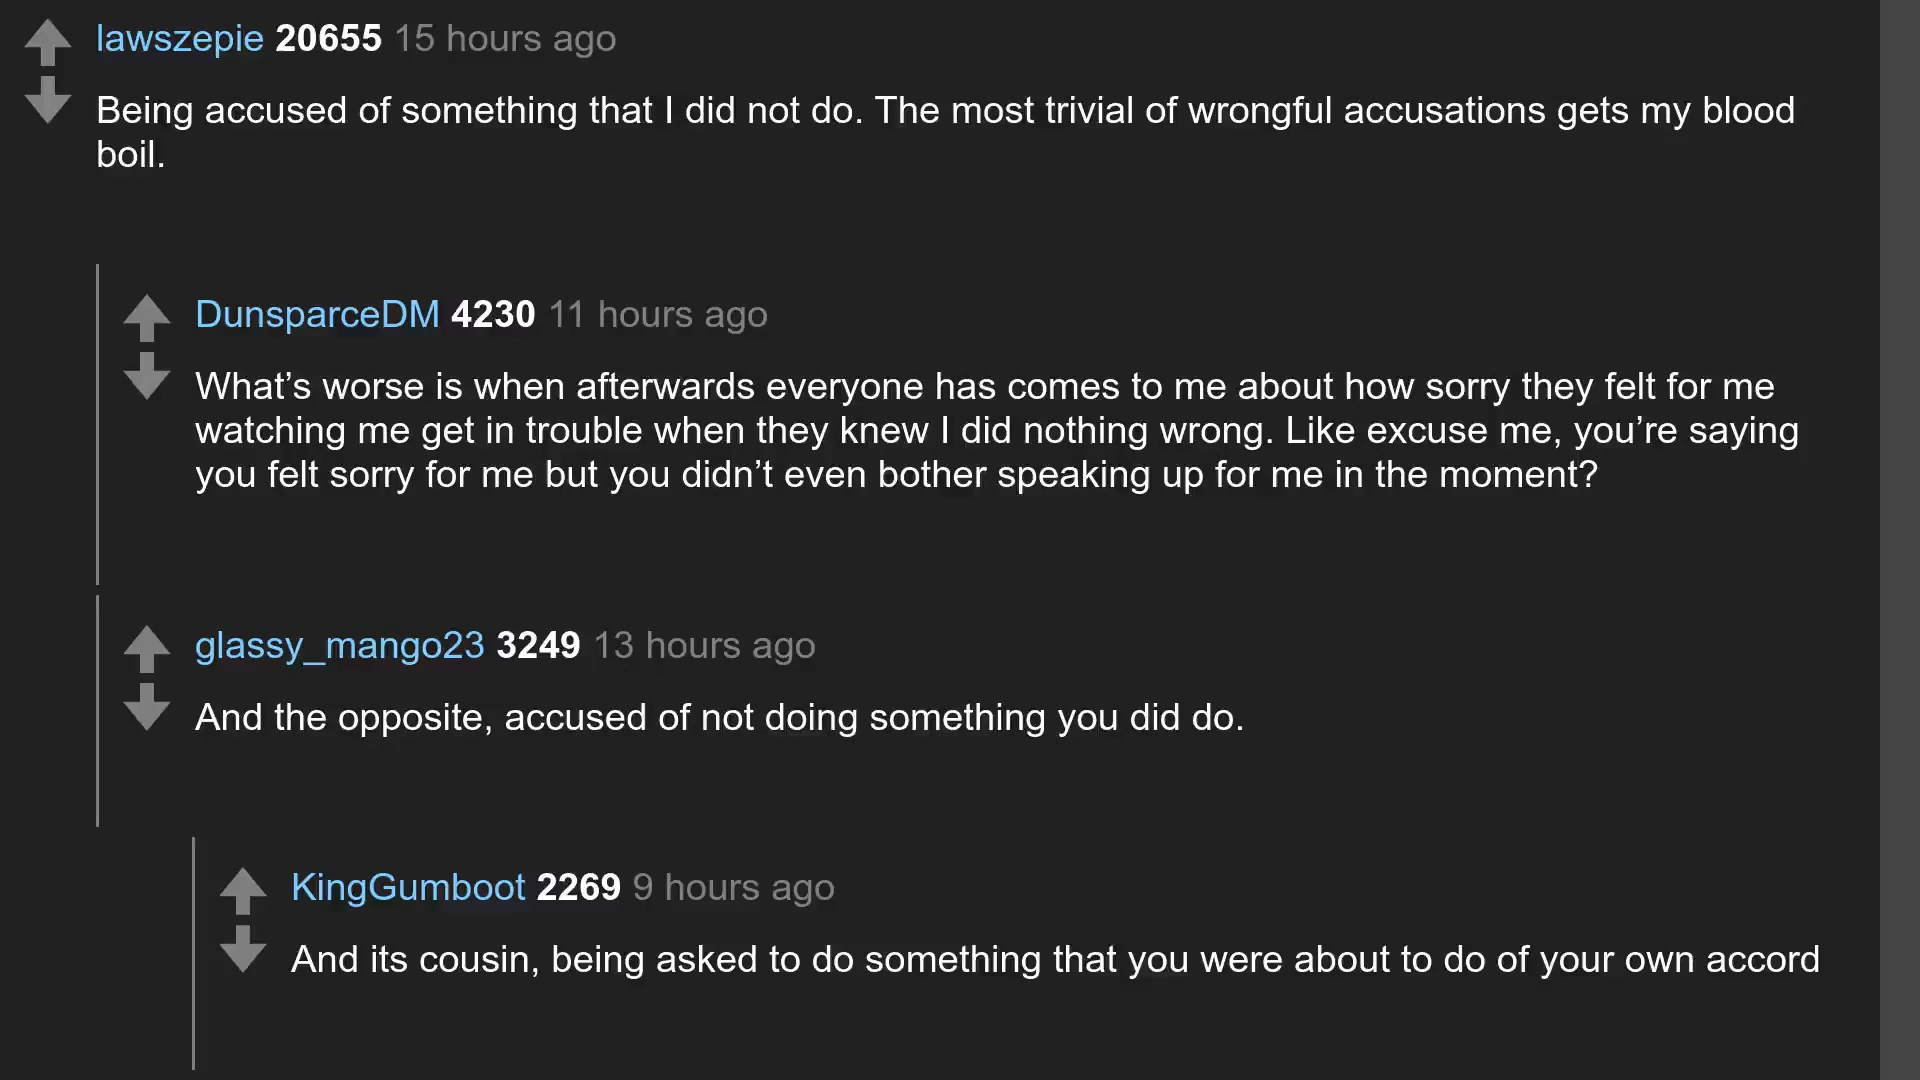 lawszepie 20655 15 hours ago
Being accused of something that I did not do. The most trivial of wrongful accusations gets my blood
boil.
DunsparceDM 4230 11 hours ago
What’s worse is when afterwards everyone has comes to me about how sorry they felt for me
watching me get in trouble when they knew I did nothing wrong. Like excuse me, you’re saying
you felt sorry for me but you didn’t even bother speaking up for me in the moment?
glassy_mango23 3249 13 hours ago
And the opposite, accused of not doing something you did do.
KingGumboot 2269 9 hours ago
And its cousin, being asked to do something that you were about to do of your own accord